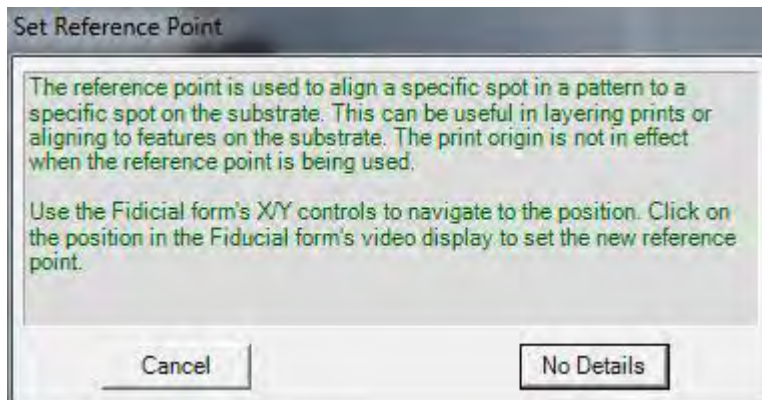 Set Reference Point
The reference point is used to align a specific spot in a pattern to a
specific spot on the substrate. This can be useful in layering prints or
aligning to features on the substrate. The print origin is not in effect
when the reference point is being used.
Use the Fidicial form's X/Y controls to navigate to the position. Click on
the position in the Fiducial form's video display to set the new reference
point.
Cancel
No Details